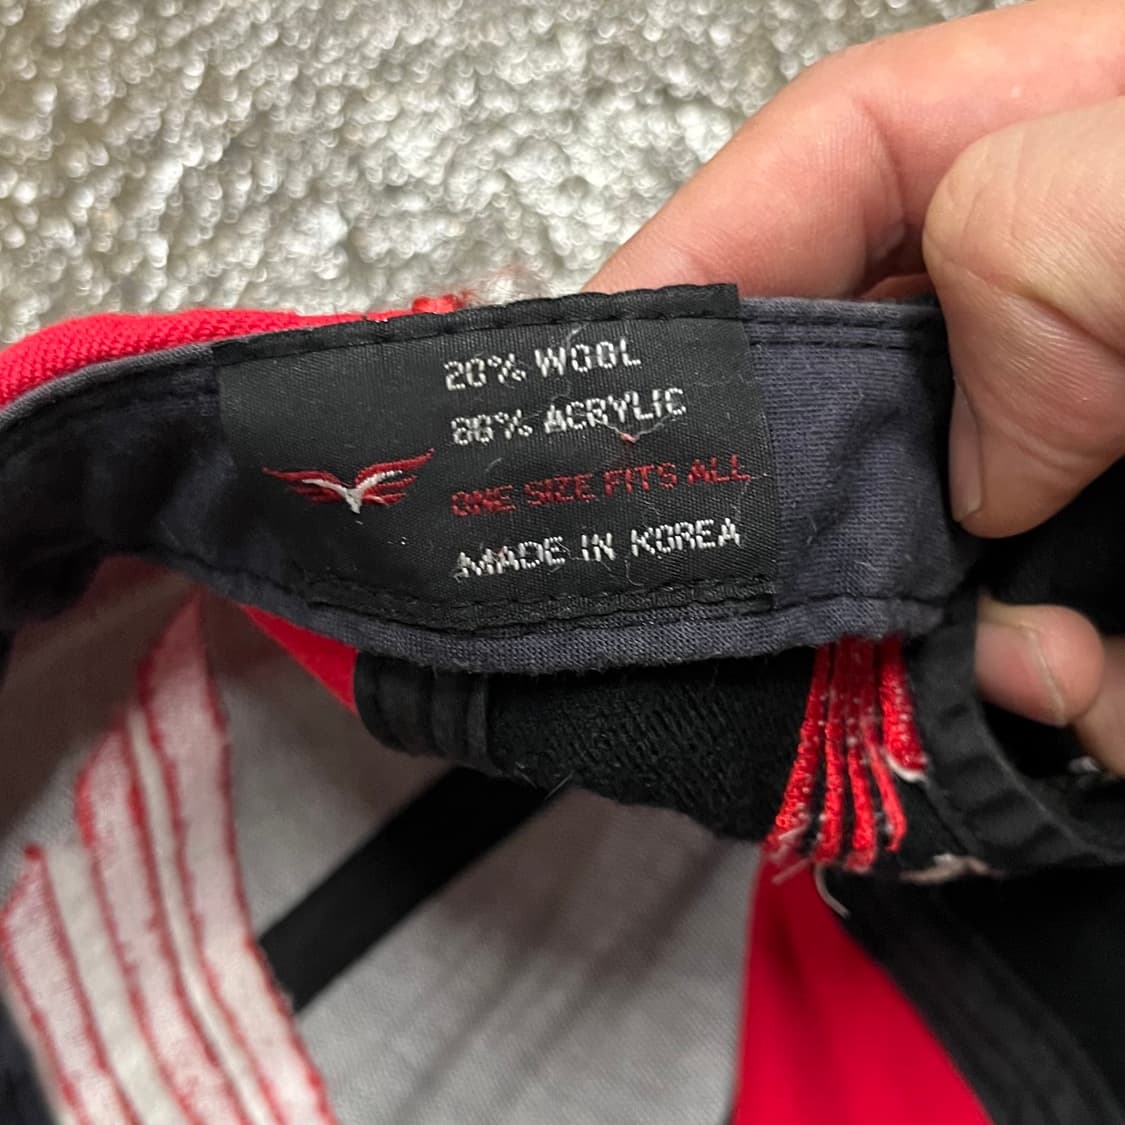 20% WOOL
80% ACRYLIC
ONE SIZE FITS ALL
MADE IN KOREA